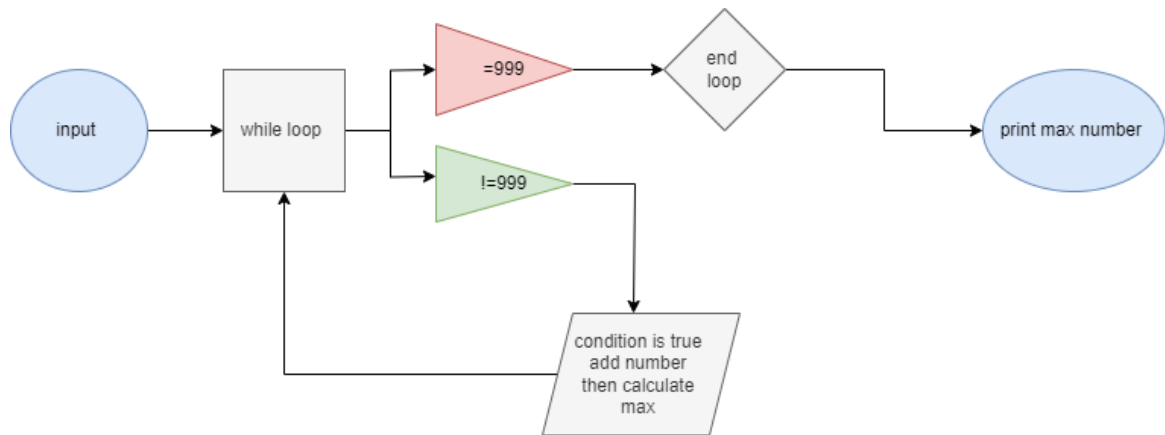 input
while loop
=999
!=999
end
loop
print max number
condition is true
add number
then calculate
max